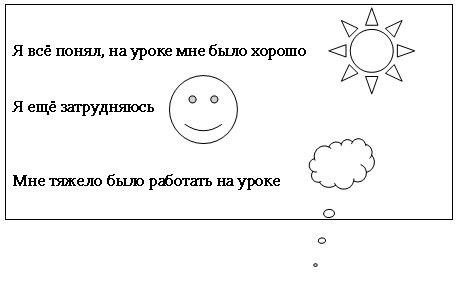 Я всё понял, на уроке мне было хорошо
Я ещё затрудняюсь
Мне тяжело было работать на уроке